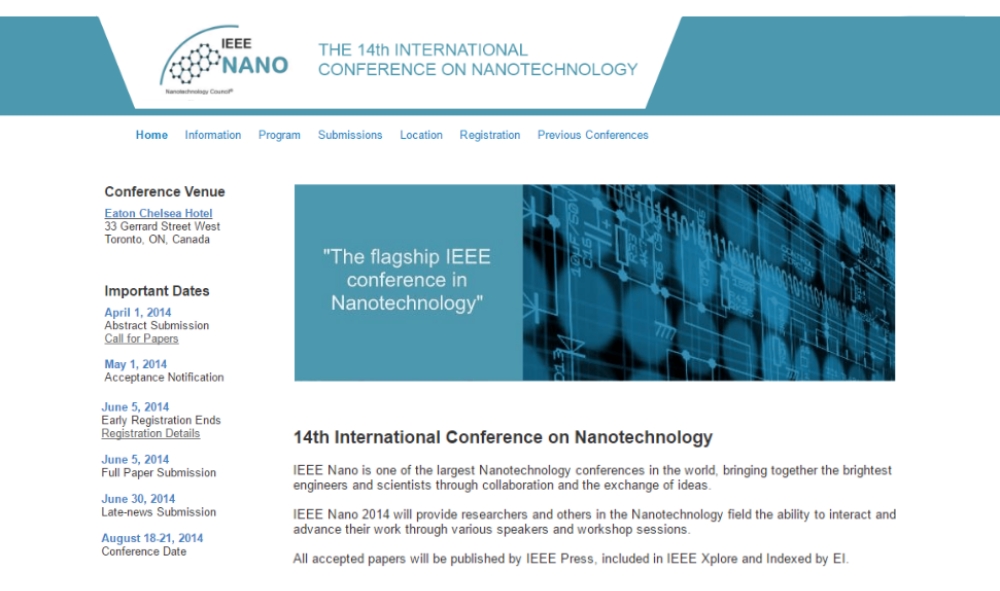 IEEE
NANO
Nanotechnology Council
THE 14th INTERNATIONAL
CONFERENCE ON NANOTECHNOLOGY
Home Information Program Submissions Location Registration Previous Conferences
Conference Venue
Eaton Chelsea Hotel
33 Gerrard Street West
Toronto, ON, Canada
Important Dates
April 1, 2014
Abstract Submission
Call for Papers
May 1, 2014
Acceptance Notification
June 5, 2014
Early Registration Ends
Registration Details
June 5, 2014
Full Paper Submission
June 30, 2014
Late-news Submission
August 18-21, 2014
Conference Date
"The flagship IEEE
conference in
Nanotechnology"
14th International Conference on Nanotechnology
IEEE Nano is one of the largest Nanotechnology conferences in the world, bringing together the brightest
engineers and scientists through collaboration and the exchange of ideas.
IEEE Nano 2014 will provide researchers and others in the Nanotechnology field the ability to interact and
advance their work through various speakers and workshop sessions.
All accepted papers will be published by IEEE Press, included in IEEE Xplore and Indexed by EI.